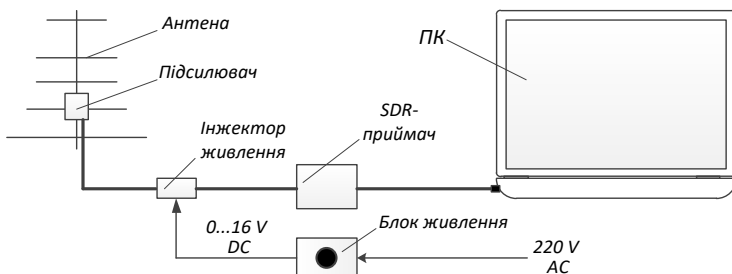 Антена
ПК
Підсилювач
SDR-
приймач
Інжектор
живлення
0...16 V
DC
Блок живлення
220 V
AC